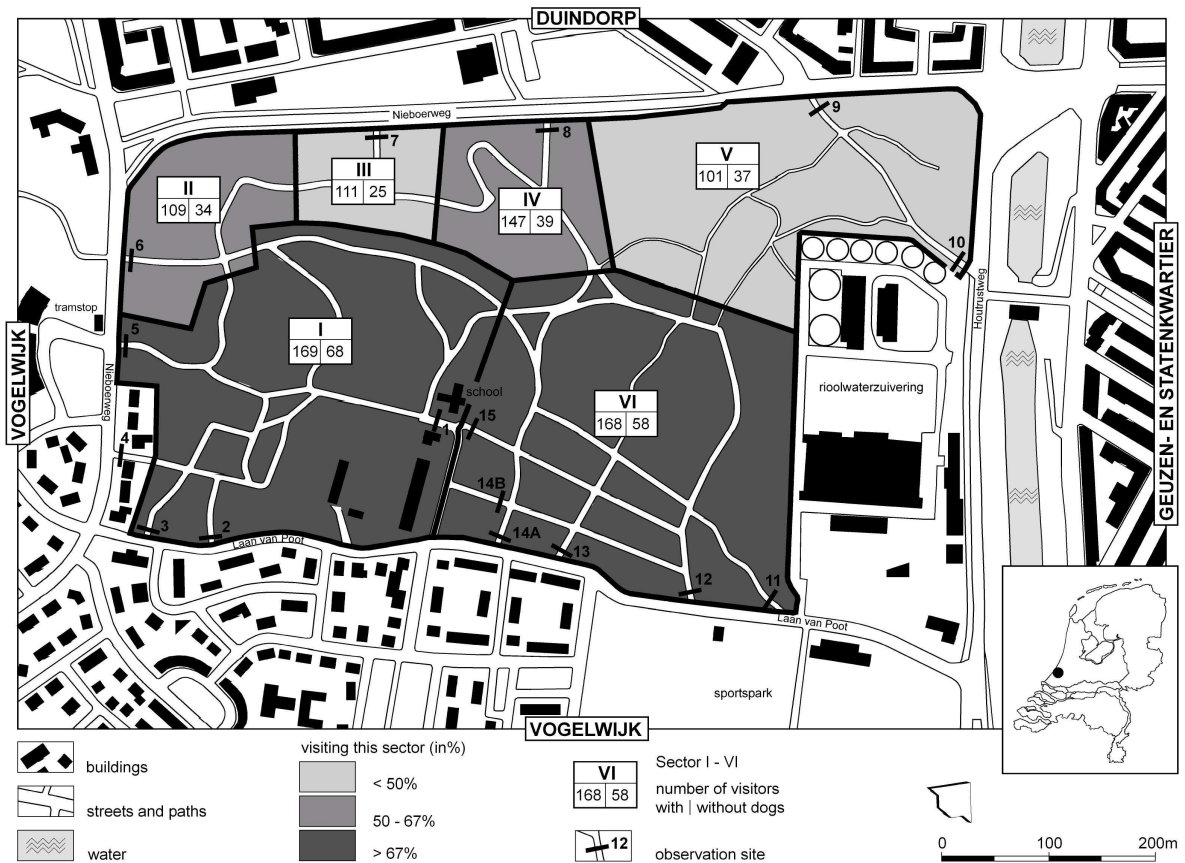 DUINDORP
Nieboerweg
7
8
9
II
109 34
III
111 25
IV
147 39
V
101 37
6
10
tramstop
5
Houtrustweg
GEUZEN- EN STATENKWARTIER
VOGELWIJK
Nieboerweg
I
169 68
school
rioolwaterzuivering
VI
168 58
1
15
4
14B
14A
3
2
Laan van Poot
13
12
11
Laan van Poot
sportspark
VOGELWIJK
buildings
streets and paths
water
visiting this sector (in%)
< 50%
50 - 67%
> 67%
VI
168 58
Sector I - VI
number of visitors
with | without dogs
12
observation site
0 100 200m